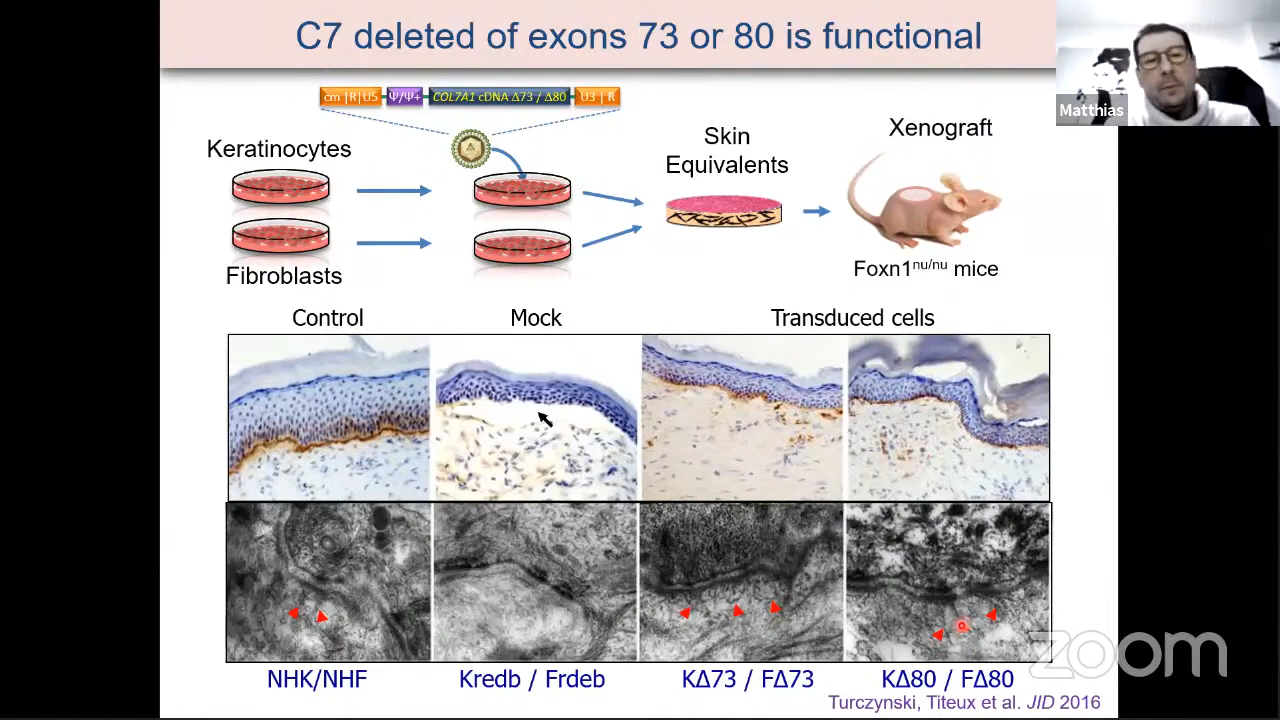 C7 deleted of exons 73 or 80 is functional
Matthias
cm |R|U5 Ψ/Ψ+ COL7A1 cDNA Δ73 / Δ80 U3 | R
Keratinocytes
Fibroblasts
Skin
Equivalents
Xenograft
Foxn1nu/nu mice
Control Mock Transduced cells
NHK/NHF Kredb / Frdeb KΔ73 / FΔ73 KΔ80 / FΔ80
Turczynski, Titeux et al. JID 2016
zoom